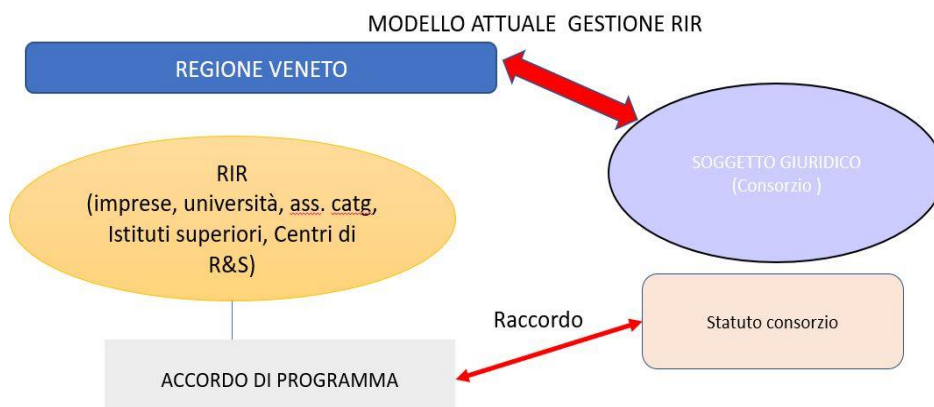 MODELLO ATTUALE GESTIONE RIR
REGIONE VENETO
SOGGETTO GIURIDICO
(Consorzio )
RIR
(imprese, università, ass. catg,
Istituti superiori, Centri di
R&S)
Raccordo
Statuto consorzio
ACCORDO DI PROGRAMMA